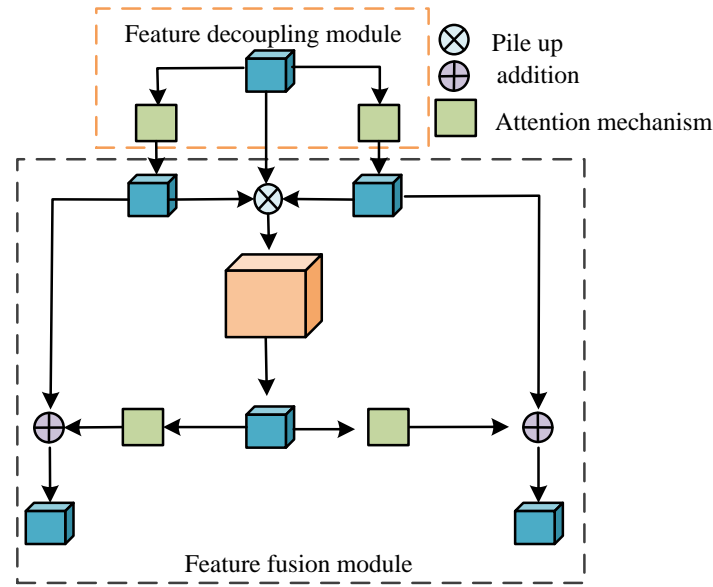 Feature decoupling module
Pile up
addition
Attention mechanism
Feature fusion module